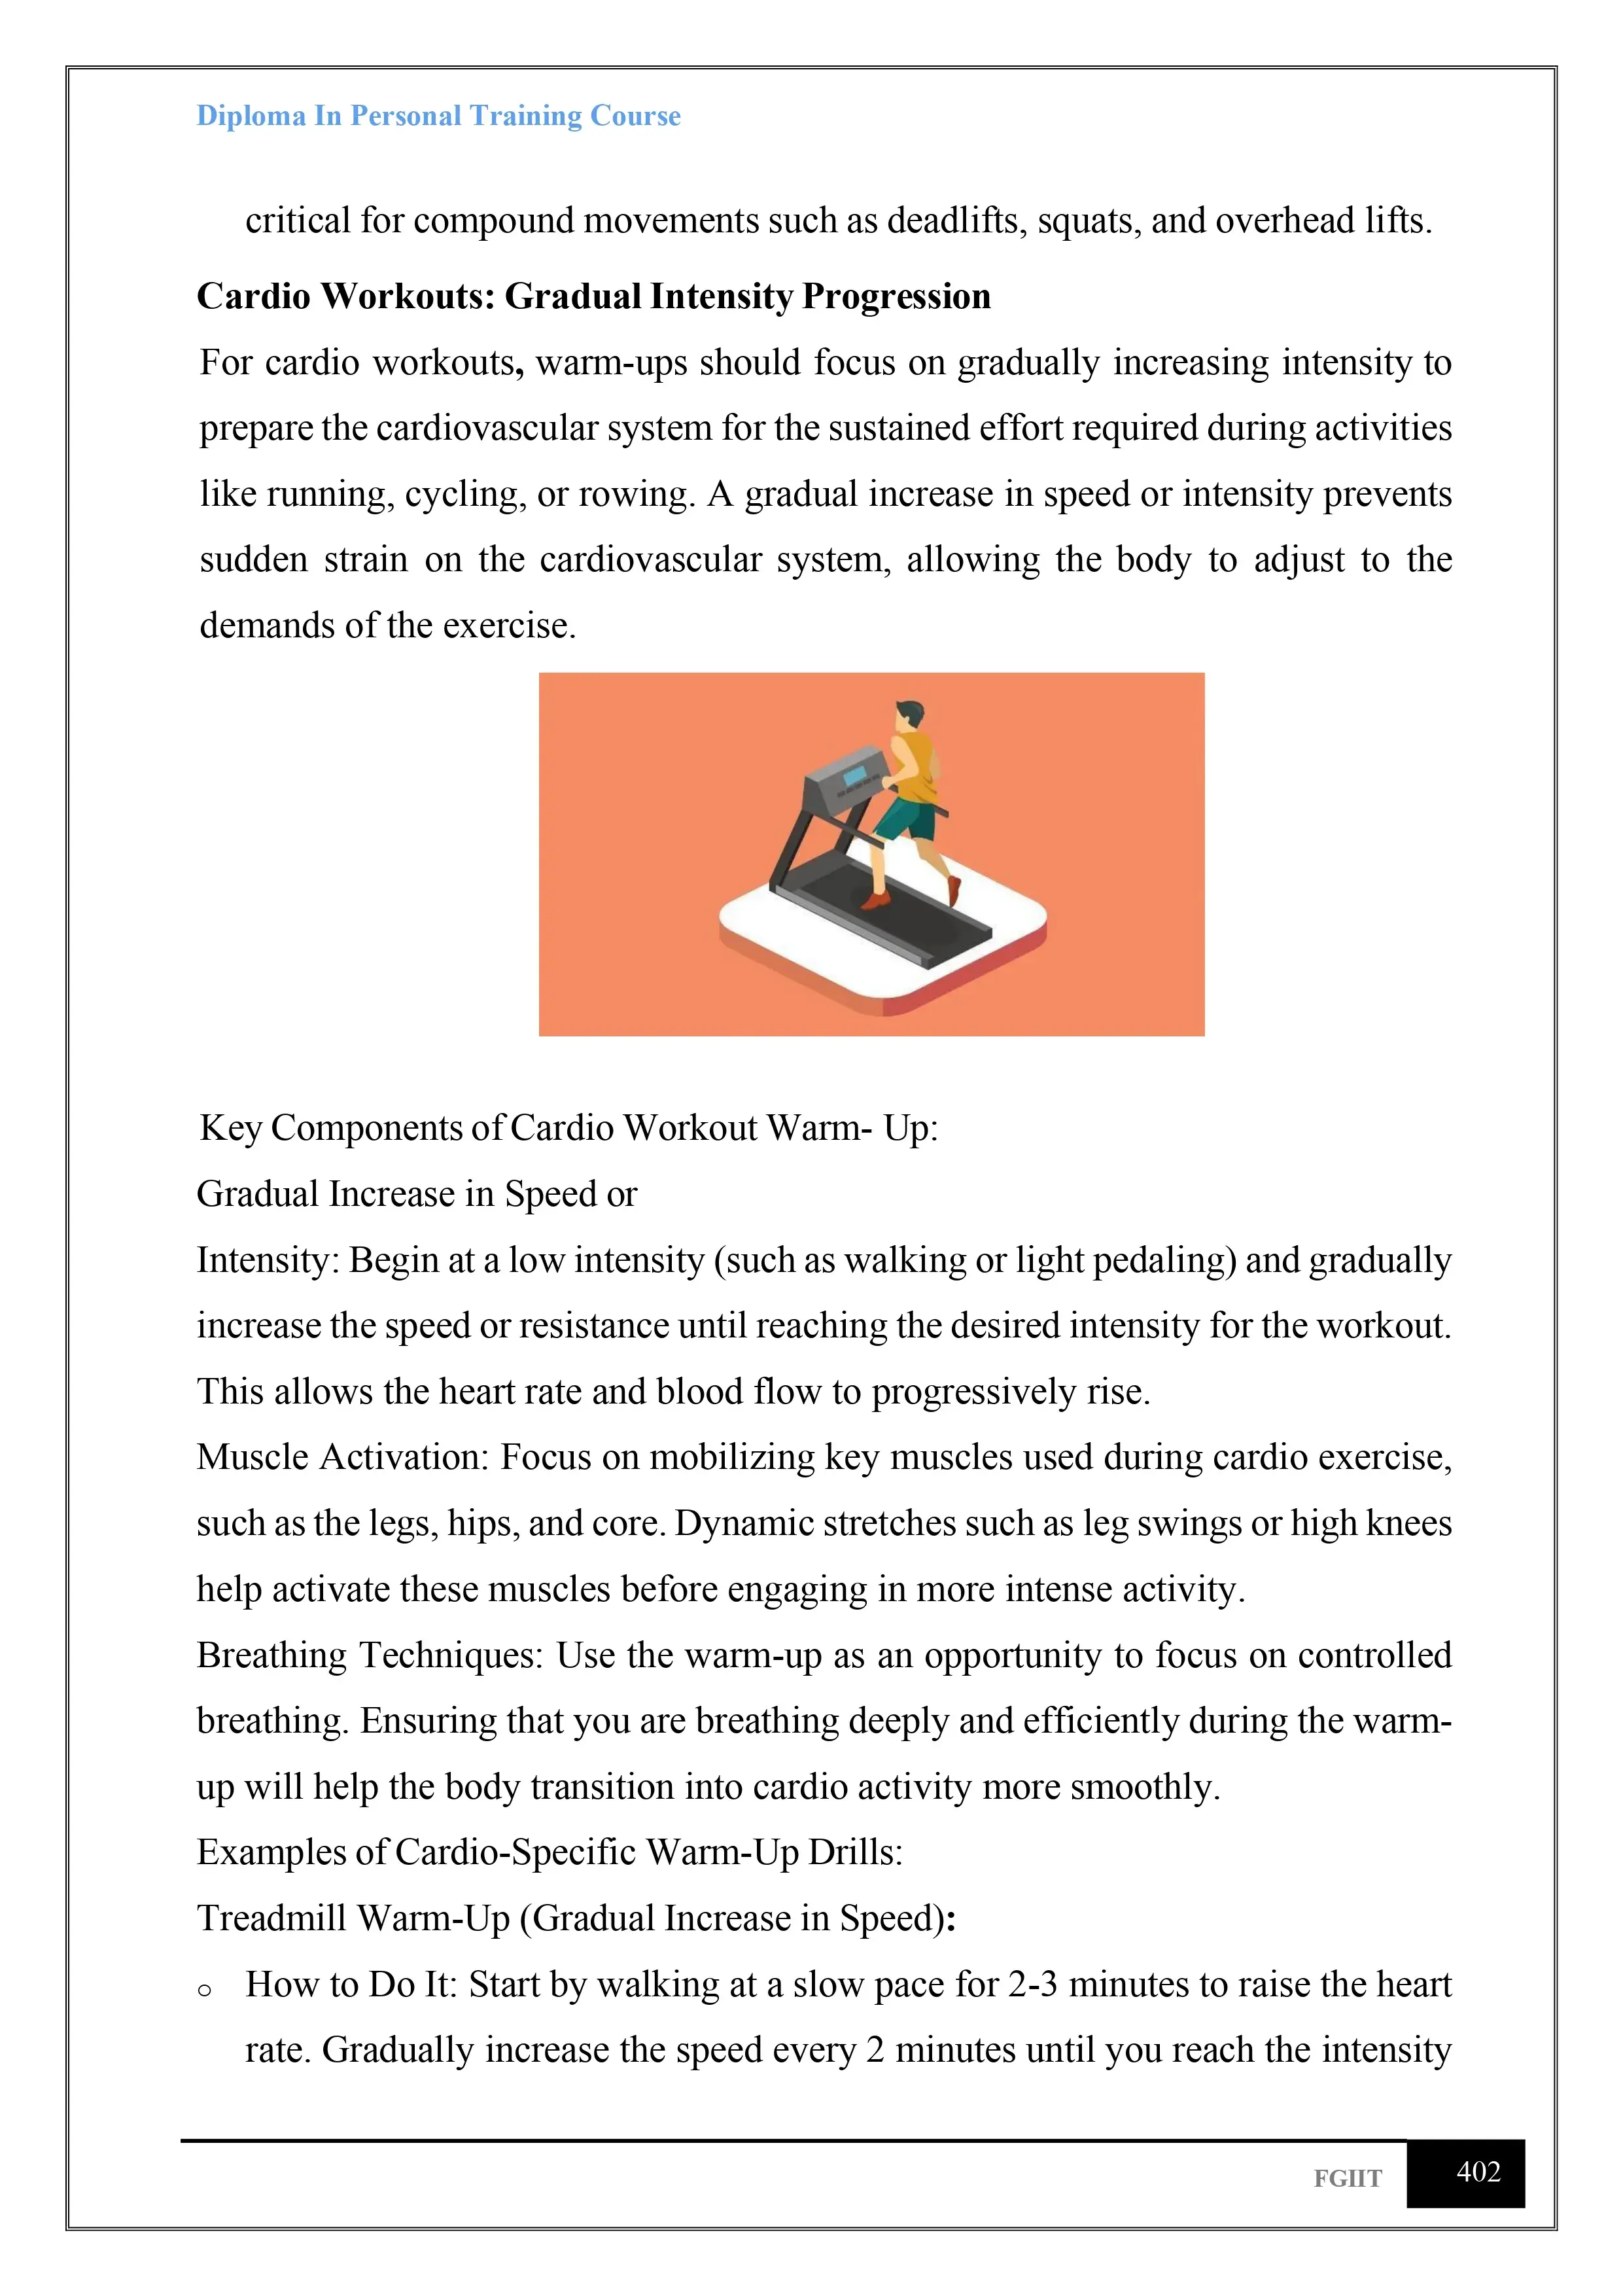 Diploma In Personal Training Course
critical for compound movements such as deadlifts, squats, and overhead lifts.
Cardio Workouts: Gradual Intensity Progression
For cardio workouts, warm-ups should focus on gradually increasing intensity to
prepare the cardiovascular system for the sustained effort required during activities
like running, cycling, or rowing. A gradual increase in speed or intensity prevents
sudden strain on the cardiovascular system, allowing the body to adjust to the
demands of the exercise.
Key Components of Cardio Workout Warm- Up:
Gradual Increase in Speed or
Intensity: Begin at a low intensity (such as walking or light pedaling) and gradually
increase the speed or resistance until reaching the desired intensity for the workout.
This allows the heart rate and blood flow to progressively rise.
Muscle Activation: Focus on mobilizing key muscles used during cardio exercise,
such as the legs, hips, and core. Dynamic stretches such as leg swings or high knees
help activate these muscles before engaging in more intense activity.
Breathing Techniques: Use the warm-up as an opportunity to focus on controlled
breathing. Ensuring that you are breathing deeply and efficiently during the warm-
up will help the body transition into cardio activity more smoothly.
Examples of Cardio-Specific Warm-Up Drills:
Treadmill Warm-Up (Gradual Increase in Speed):
o How to Do It: Start by walking at a slow pace for 2-3 minutes to raise the heart
rate. Gradually increase the speed every 2 minutes until you reach the intensity
FGIIT 402